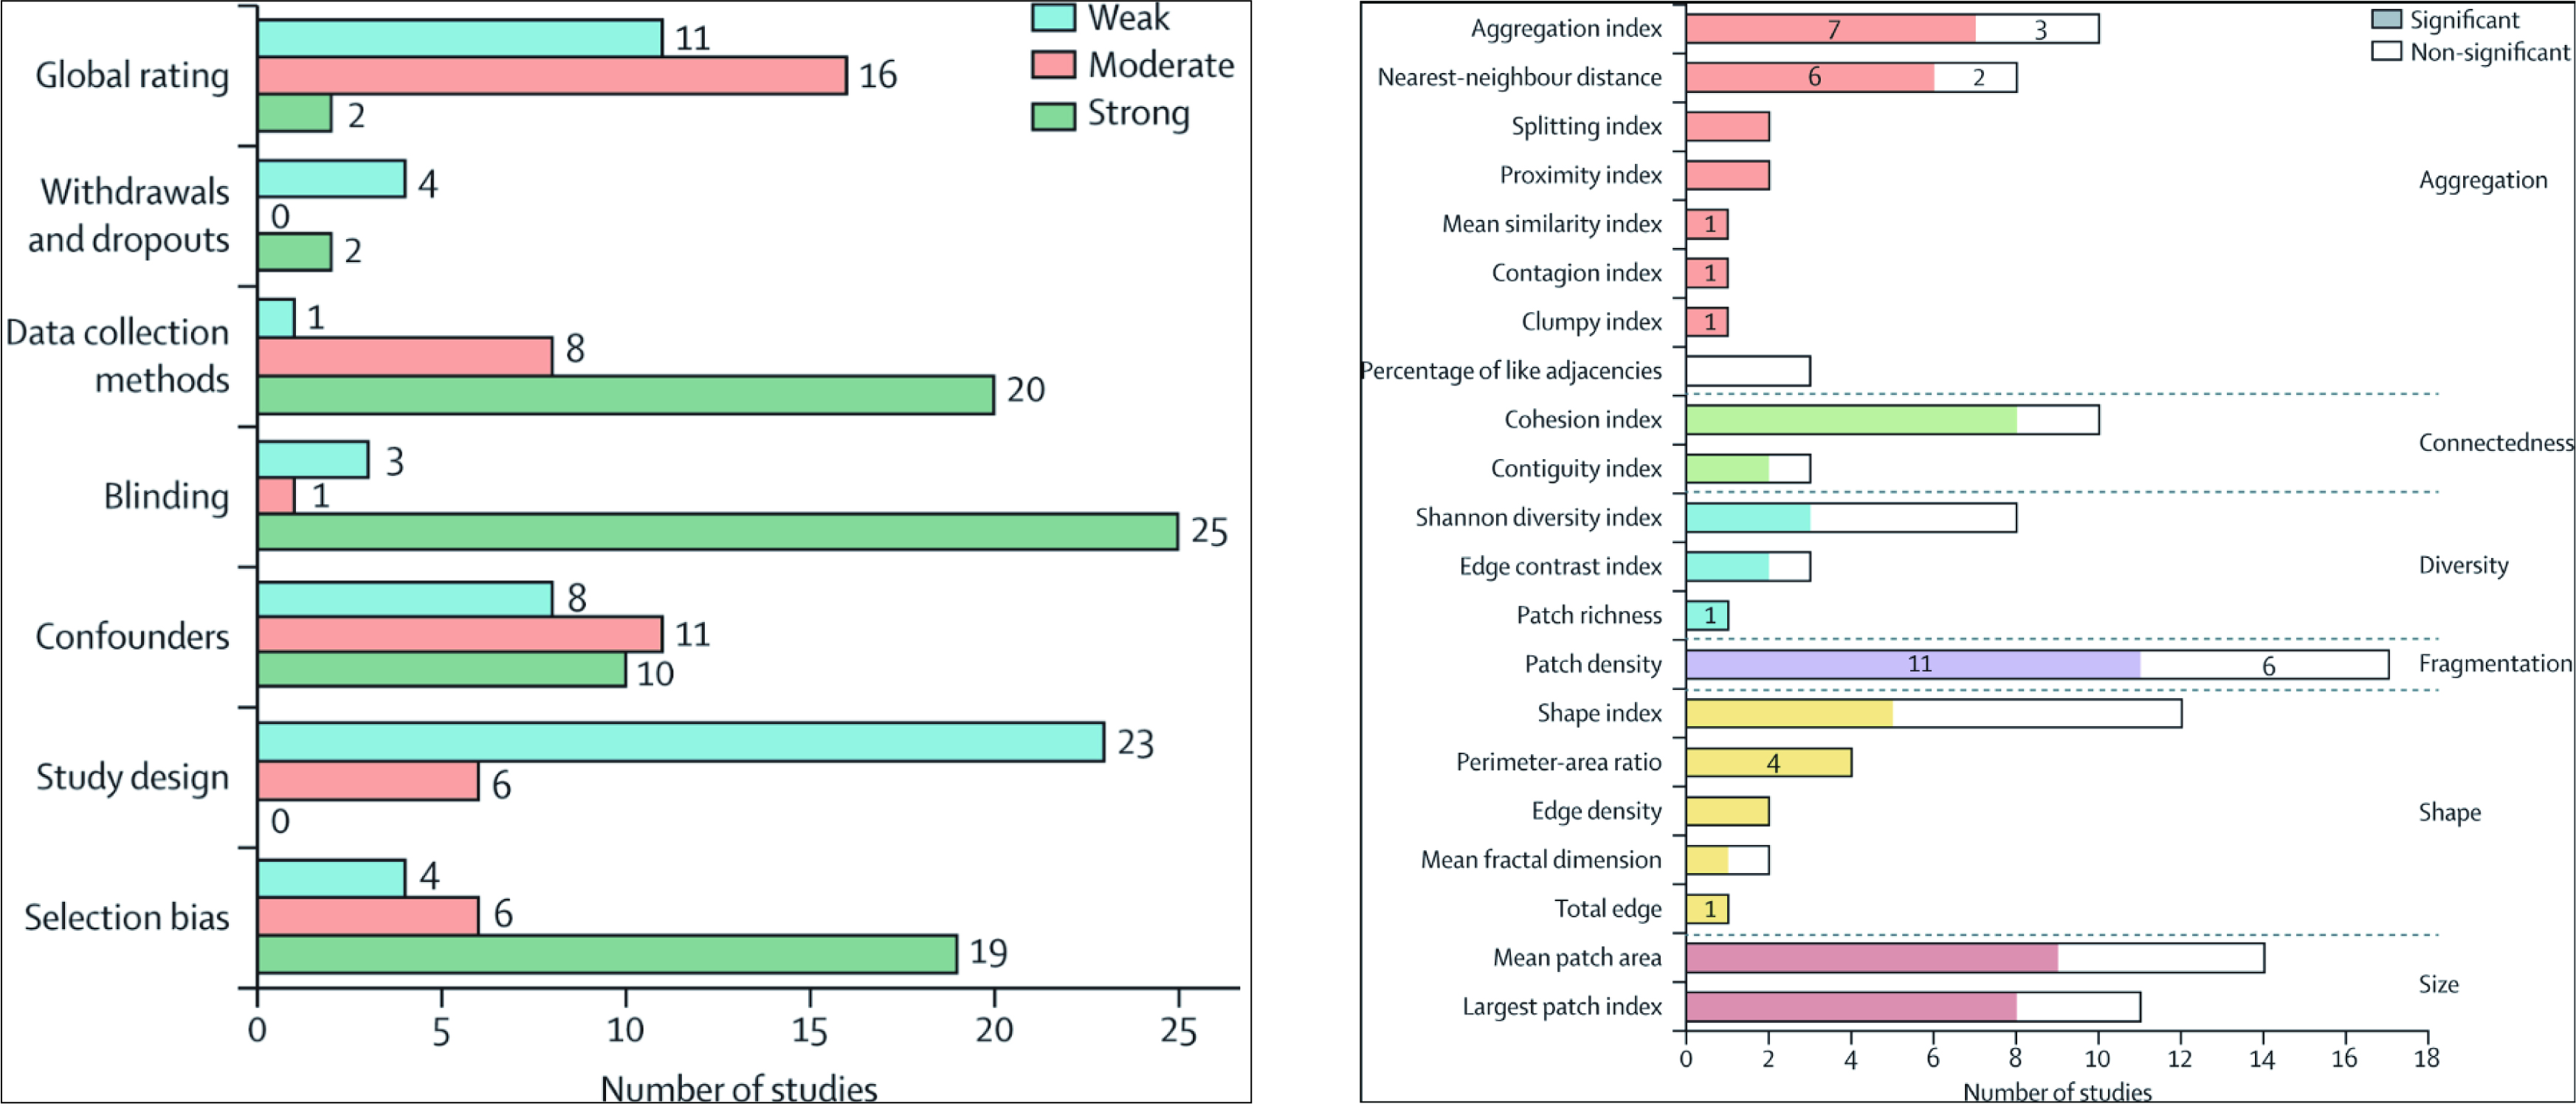 Weak
Moderate
Strong
Global rating
11
16
2
Withdrawals
and dropouts
4
0
2
Data collection
methods
1
8
20
Blinding
3
1
25
Confounders
8
11
10
Study design
23
6
0
Selection bias
4
6
19
0 5 10 15 20 25
Number of studies
Significant
Non-significant
Aggregation index 7 3
Nearest-neighbour distance 6 2
Splitting index
Proximity index
Aggregation
Mean similarity index 1
Contagion index 1
Clumpy index 1
Percentage of like adjacencies
Cohesion index
Connectedness
Contiguity index
Shannon diversity index
Edge contrast index
Diversity
Patch richness 1
Patch density 11 6
Fragmentation
Shape index
Perimeter-area ratio 4
Edge density
Shape
Mean fractal dimension
Total edge 1
Mean patch area
Size
Largest patch index
0 2 4 6 8 10 12 14 16 18
Number of studies